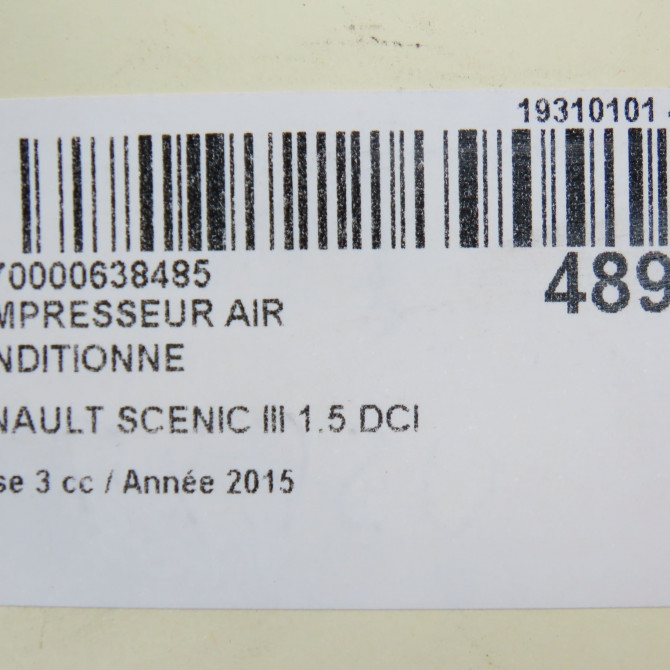 19310101
70000638485
489
MPRESSEUR AIR
NDITIONNE
NAULT SCENIC III 1.5 DCI
se 3 cc / Année 2015